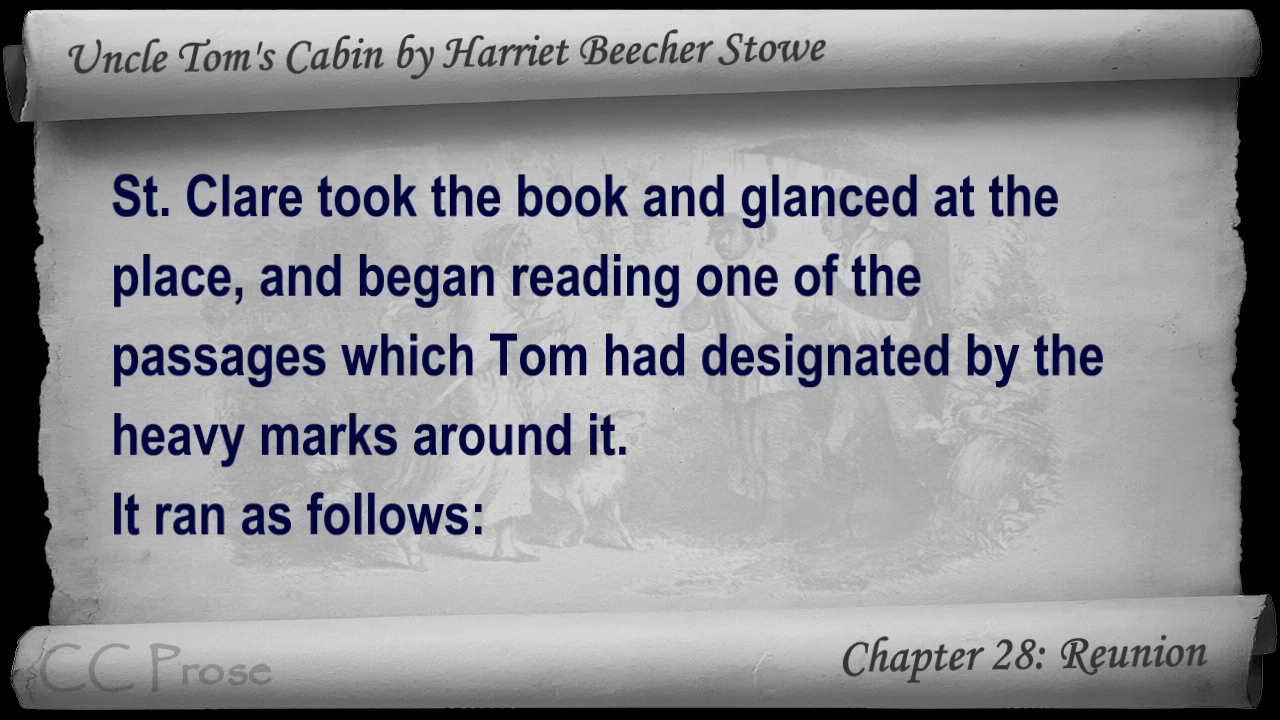 Uncle Tom's Cabin by Harriet Beecher Stowe
St. Clare took the book and glanced at the
place, and began reading one of the
passages which Tom had designated by the
heavy marks around it.
It ran as follows:
CC Prose
Chapter 28: Reunion